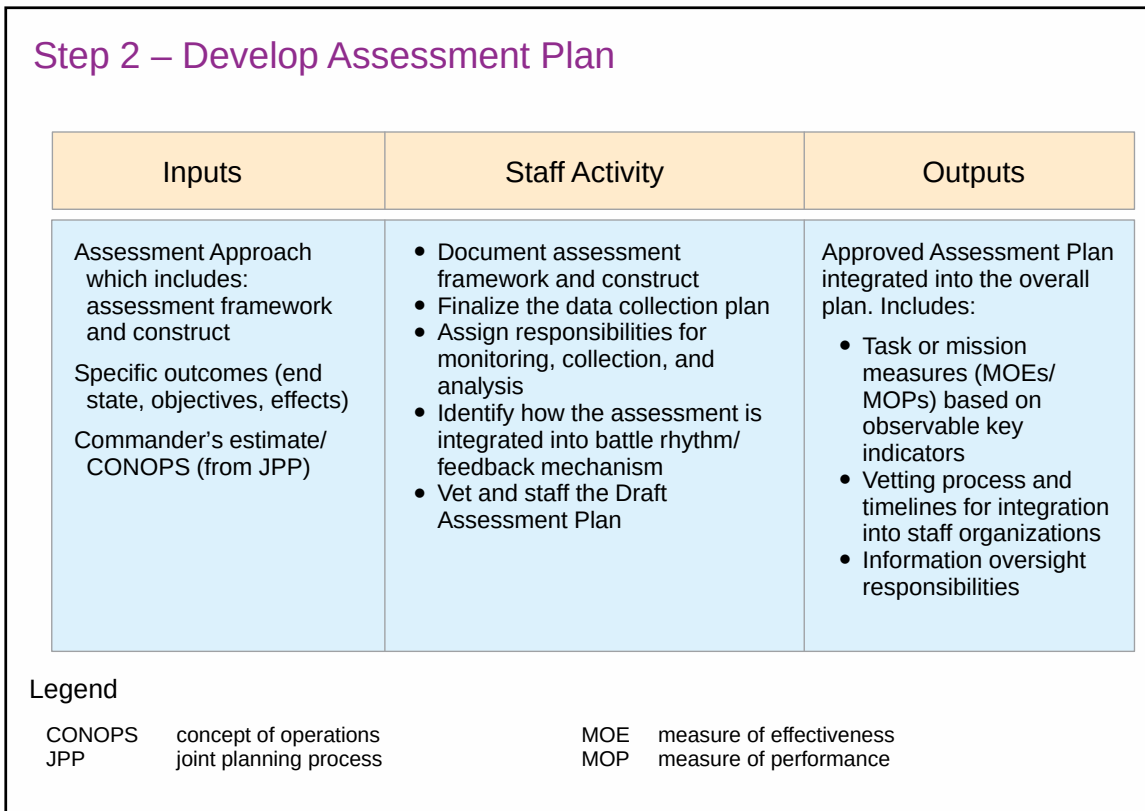 Step 2 – Develop Assessment Plan
Inputs
Staff Activity
Outputs
Assessment Approach
which includes:
assessment framework
and construct
Specific outcomes (end
state, objectives, effects)
Commander’s estimate/
CONOPS (from JPP)
• Document assessment
framework and construct
• Finalize the data collection plan
• Assign responsibilities for
monitoring, collection, and
analysis
• Identify how the assessment is
integrated into battle rhythm/
feedback mechanism
• Vet and staff the Draft
Assessment Plan
Approved Assessment Plan
integrated into the overall
plan. Includes:
• Task or mission
measures (MOEs/
MOPs) based on
observable key
indicators
• Vetting process and
timelines for integration
into staff organizations
• Information oversight
responsibilities
Legend
CONOPS concept of operations
JPP joint planning process
MOE measure of effectiveness
MOP measure of performance